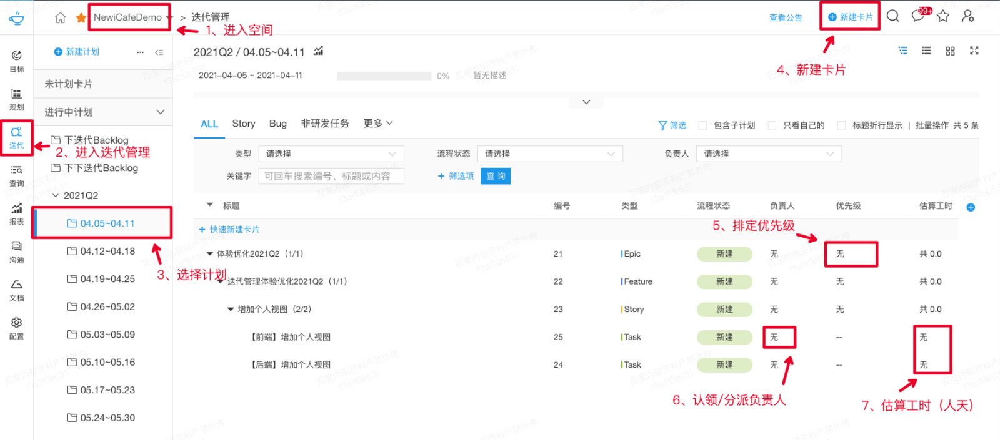 NewiCafeDemo > 迭代管理
1、进入空间
查看公告
新建卡片
99+
4、新建卡片
目标
规划
迭代
查询
报表
沟通
文档
配置
新建计划 ...
未计划卡片
进行中计划
下迭代Backlog
2、进入迭代管理
下下迭代Backlog
2021Q2
04.05~04.11
04.12~04.18
3、选择计划
04.19~04.25
04.26~05.02
05.03~05.09
05.10~05.16
05.17~05.23
05.24~05.30
2021Q2 / 04.05~04.11
2021-04-05 ~ 2021-04-11 0% 暂无描述
ALL Story Bug 非研发任务 更多
筛选 包含子计划 只看自己的 标题折行显示 | 批量操作 共 5 条
类型 请选择 流程状态 请选择 负责人 请选择
关键字 可回车搜索编号、标题或内容 + 筛选项 查 询
标题 编号 类型 流程状态 负责人 优先级 估算工时
5、排定优先级
+ 快速新建卡片
体验优化2021Q2（1/1） 21 Epic 新建 无 无 共 0.0
迭代管理体验优化2021Q2（1/1） 22 Feature 新建 无 无 共 0.0
增加个人视图（2/2） 23 Story 新建 无 无 共 0.0
【前端】增加个人视图 25 Task 新建 无 -- 无
【后端】增加个人视图 24 Task 新建 无 -- 无
6、认领/分派负责人
7、估算工时（人天）
百度内部资料严禁外传